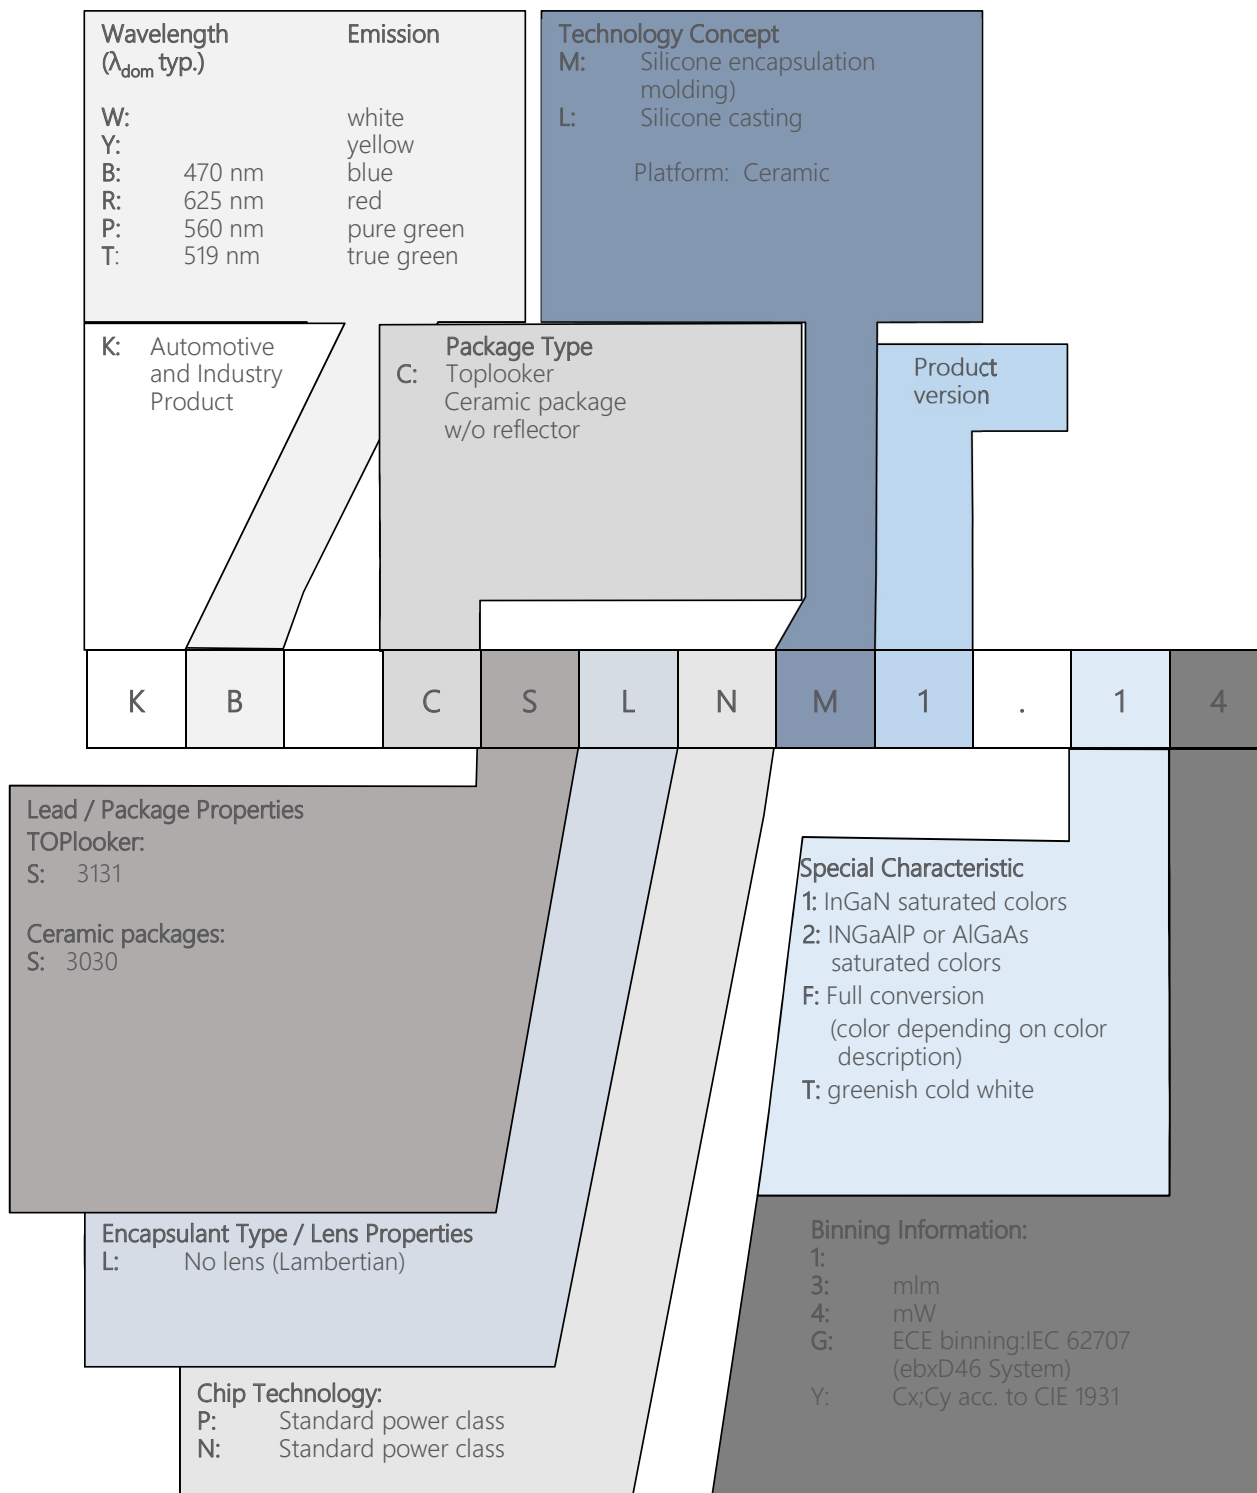 Wavelength Emission
(λdom typ.)
W: white
Y: yellow
B: 470 nm blue
R: 625 nm red
P: 560 nm pure green
T: 519 nm true green
Technology Concept
M: Silicone encapsulation
molding)
L: Silicone casting
Platform: Ceramic
K: Automotive
and Industry
Product
Package Type
C: Toplooker
Ceramic package
w/o reflector
Product
version
K B C S L N M 1 . 1 4
Lead / Package Properties
TOPlooker:
S: 3131
Ceramic packages:
S: 3030
Special Characteristic
1: InGaN saturated colors
2: INGaAlP or AlGaAs
saturated colors
F: Full conversion
(color depending on color
description)
T: greenish cold white
Encapsulant Type / Lens Properties
L: No lens (Lambertian)
Binning Information:
1:
3: mlm
4: mW
G: ECE binning:IEC 62707
(ebxD46 System)
Y: Cx;Cy acc. to CIE 1931
Chip Technology:
P: Standard power class
N: Standard power class